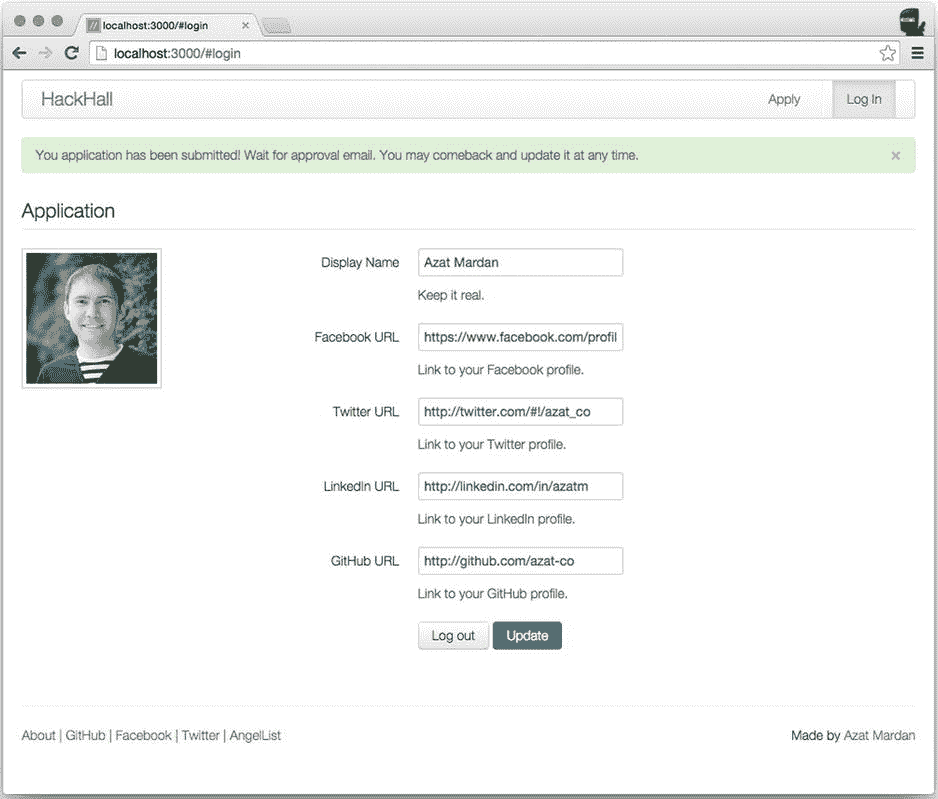 localhost:3000/#login
localhost:3000/#login
HackHall
Apply
Log In
You application has been submitted! Wait for approval email. You may comeback and update it at any time.
Application
Display Name
Azat Mardan
Keep it real.
Facebook URL
https://www.facebook.com/profil
Link to your Facebook profile.
Twitter URL
http://twitter.com/#!/azat_co
Link to your Twitter profile.
LinkedIn URL
http://linkedin.com/in/azatm
Link to your LinkedIn profile.
GitHub URL
http://github.com/azat-co
Link to your GitHub profile.
Log out
Update
About | GitHub | Facebook | Twitter | AngelList
Made by Azat Mardan